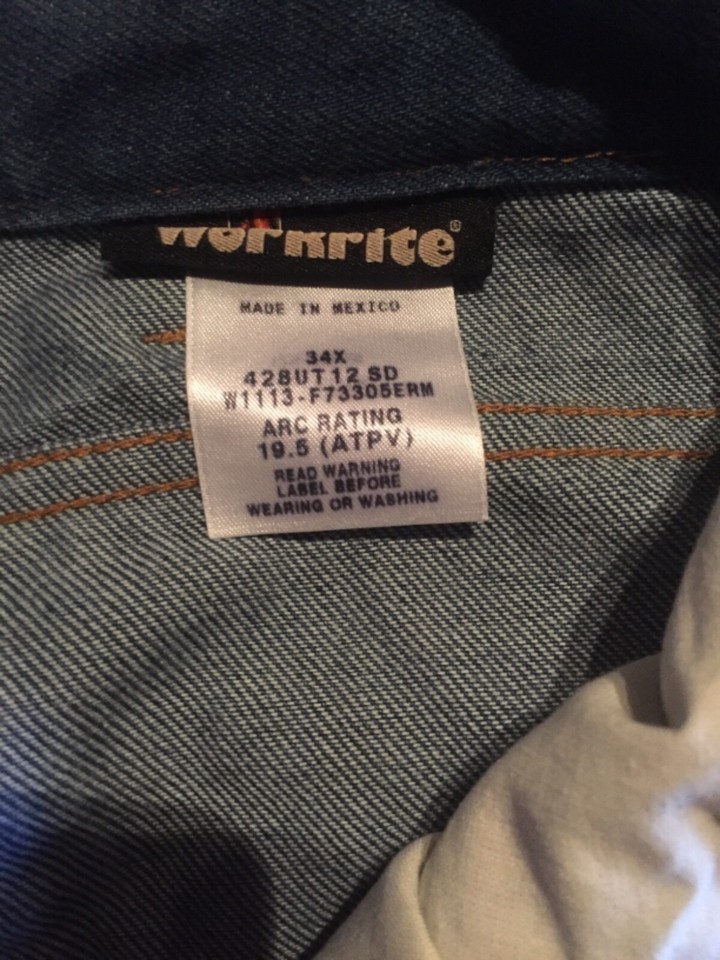 workrite®
MADE IN MEXICO
34X
428UT12 SD
W1113-F73305ERM
ARC RATING
19.5 (ATPV)
READ WARNING
LABEL BEFORE
WEARING OR WASHING